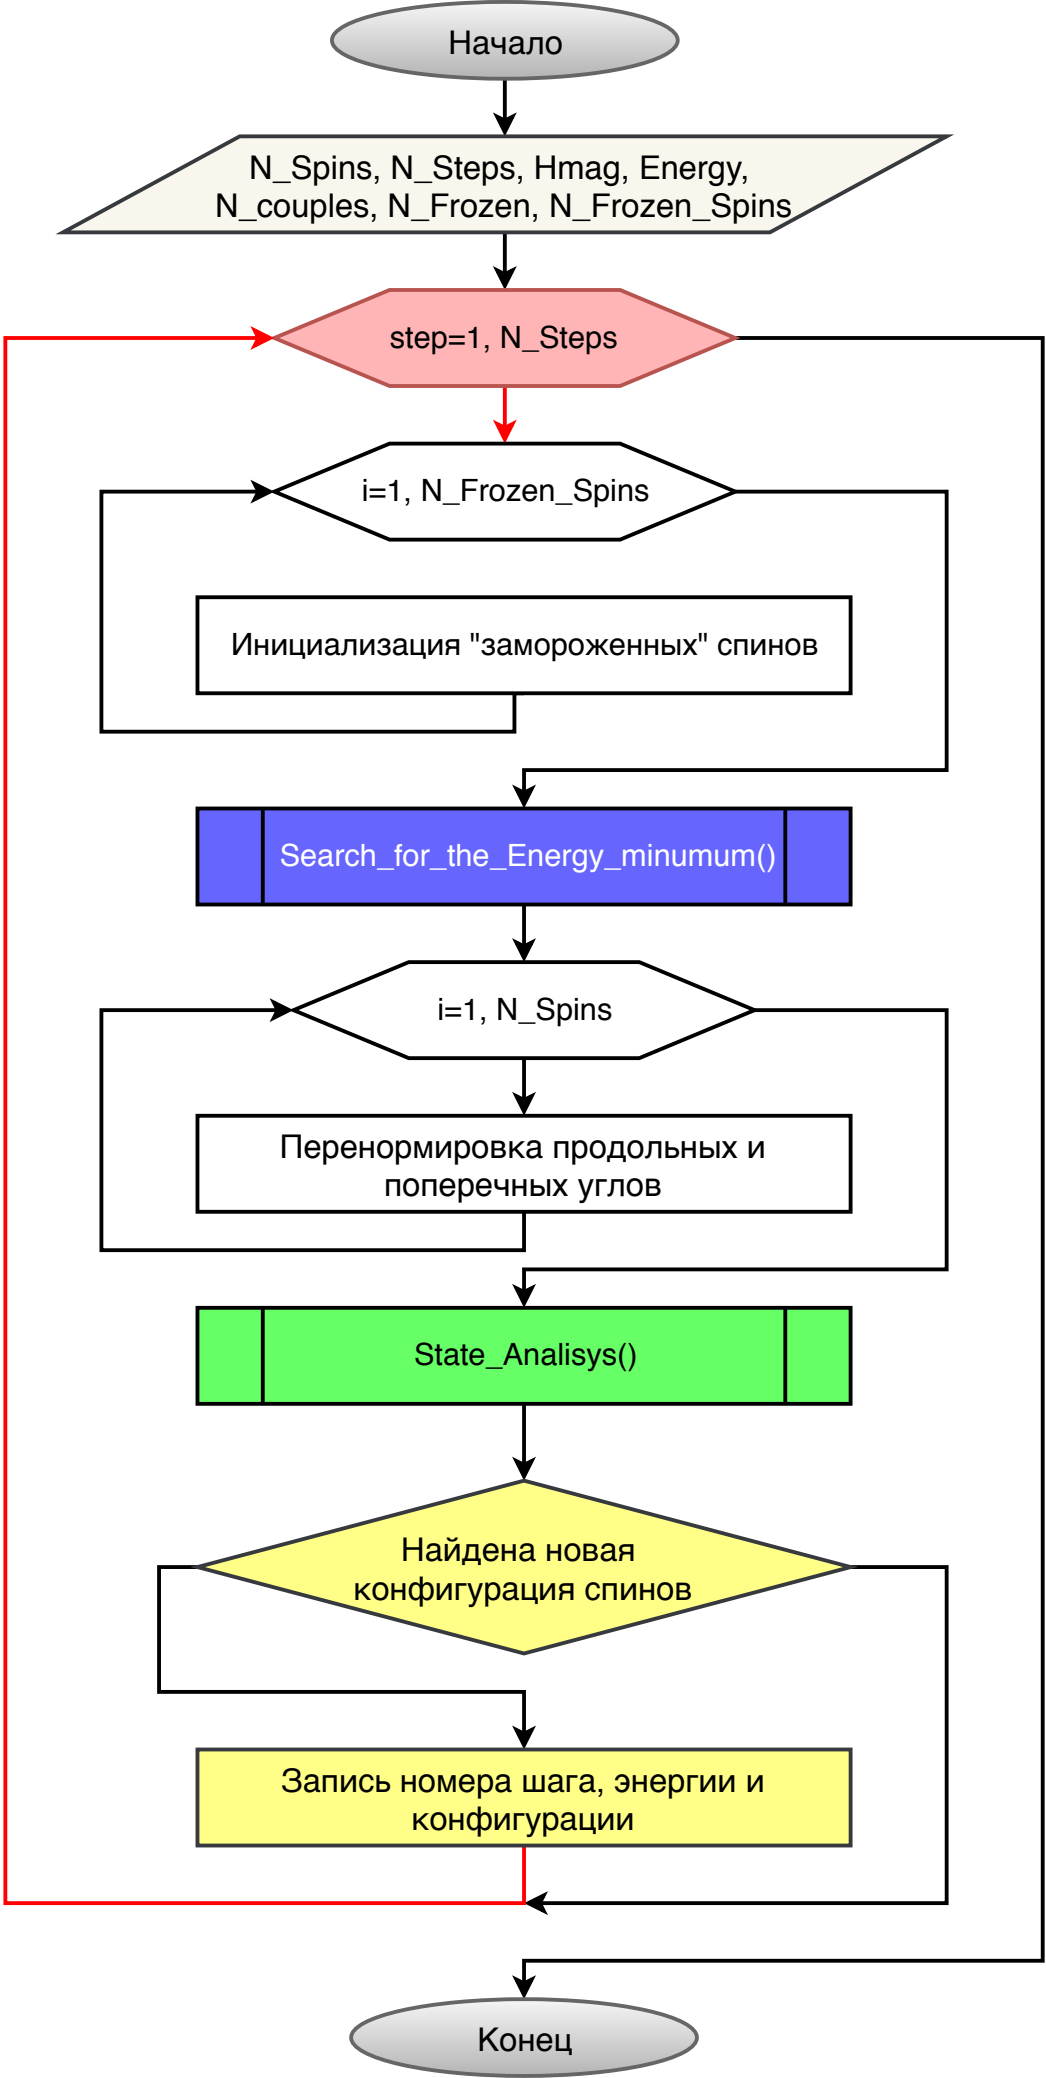 Начало
N_Spins, N_Steps, Hmag, Energy,
N_couples, N_Frozen, N_Frozen_Spins
step=1, N_Steps
i=1, N_Frozen_Spins
Инициализация "замороженных" спинов
Search_for_the_Energy_minumum()
i=1, N_Spins
Перенормировка продольных и
поперечных углов
State_Analisys()
Найдена новая
конфигурация спинов
Запись номера шага, энергии и
конфигурации
Конец